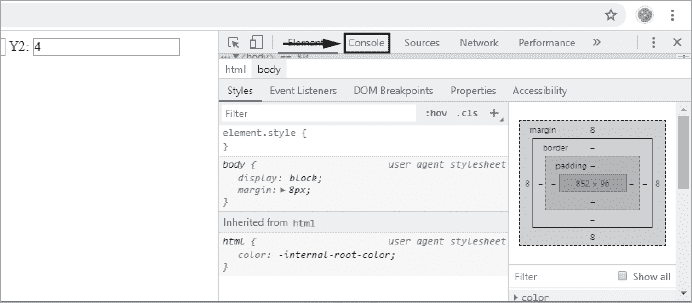 Y2: 4
Elemen Console Sources Network Performance
html body
Styles Event Listeners DOM Breakpoints Properties Accessibility
Filter :hov .cls +
element.style {
}
body { user agent stylesheet
display: block;
margin: 8px;
}
Inherited from html
html { user agent stylesheet
color: -internal-root-color;
}
margin 8
border –
padding –
8 – – 852 × 96 – – 8
–
–
8
Filter Show all
color